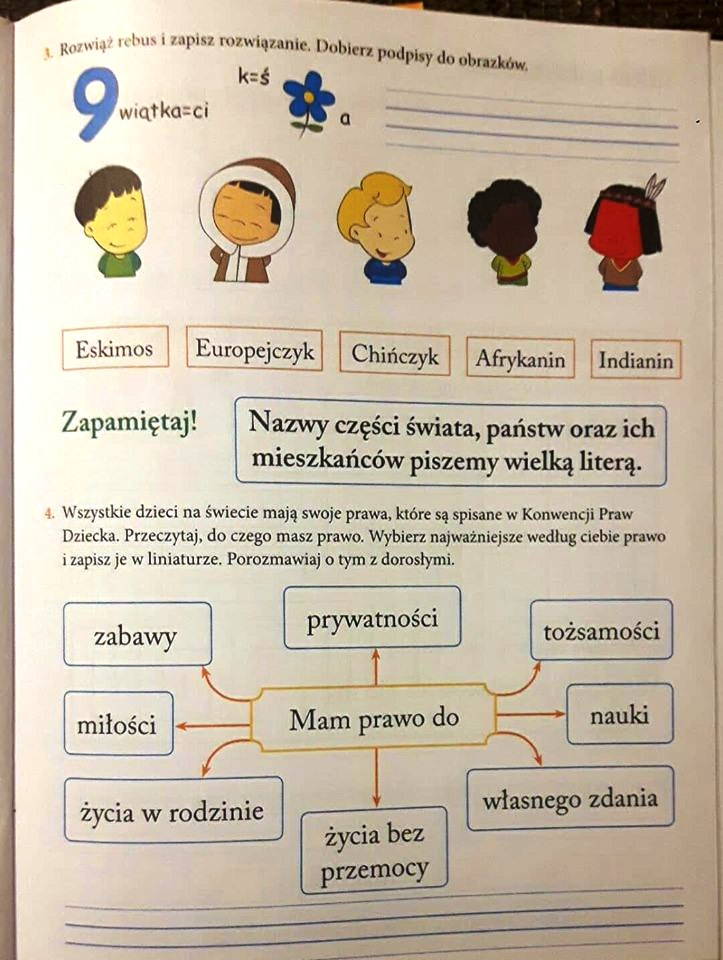 3. Rozwiąż rebus i zapisz rozwiązanie. Dobierz podpisy do obrazków.
9 wiątka=ci k=ś a
Eskimos Europejczyk Chińczyk Afrykanin Indianin
Zapamiętaj! Nazwy części świata, państw oraz ich
mieszkańców piszemy wielką literą.
4. Wszystkie dzieci na świecie mają swoje prawa, które są spisane w Konwencji Praw
Dziecka. Przeczytaj, do czego masz prawo. Wybierz najważniejsze według ciebie prawo
i zapisz je w liniaturze. Porozmawiaj o tym z dorosłymi.
zabawy prywatności tożsamości
miłości Mam prawo do nauki
życia w rodzinie życia bez
przemocy własnego zdania